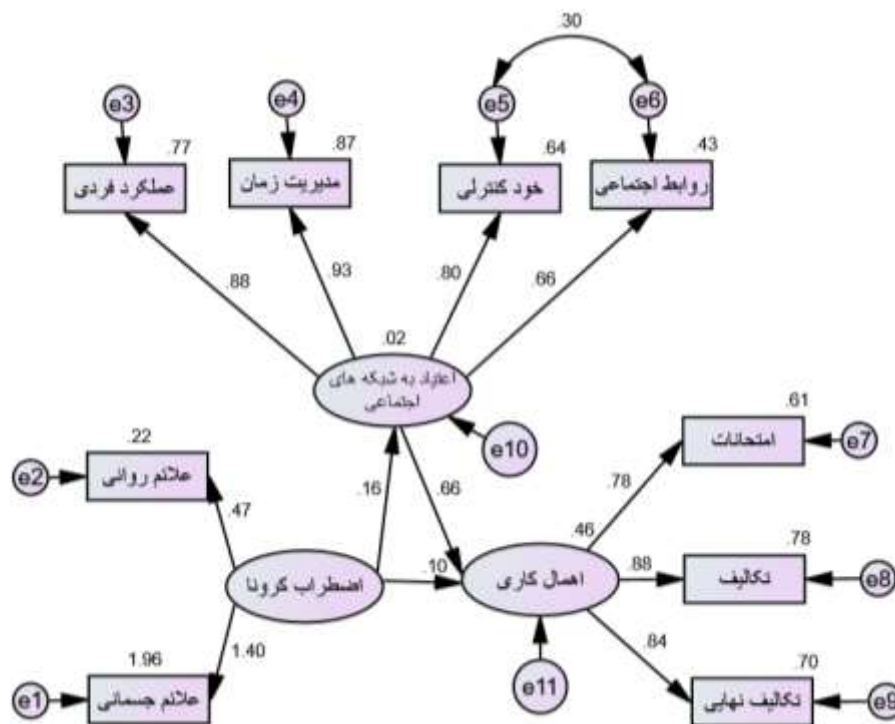 .30
e3
e4
e5
e6
.77
.87
.64
.43
عملکرد فردی
مدیریت زمان
خود کنترلی
روابط اجتماعی
.88
.93
.80
.66
.02
اعتیاد به شبکه های
اجتماعی
e10
.61
امتحانات
e7
.22
علائم روانی
e2
.47
.16
.66
.78
.46
.78
اضطراب کرونا
.10
اهمال کاری
.88
تکالیف
e8
1.40
.84
1.96
علائم جسمانی
e1
e11
.70
تکالیف نهایی
e9